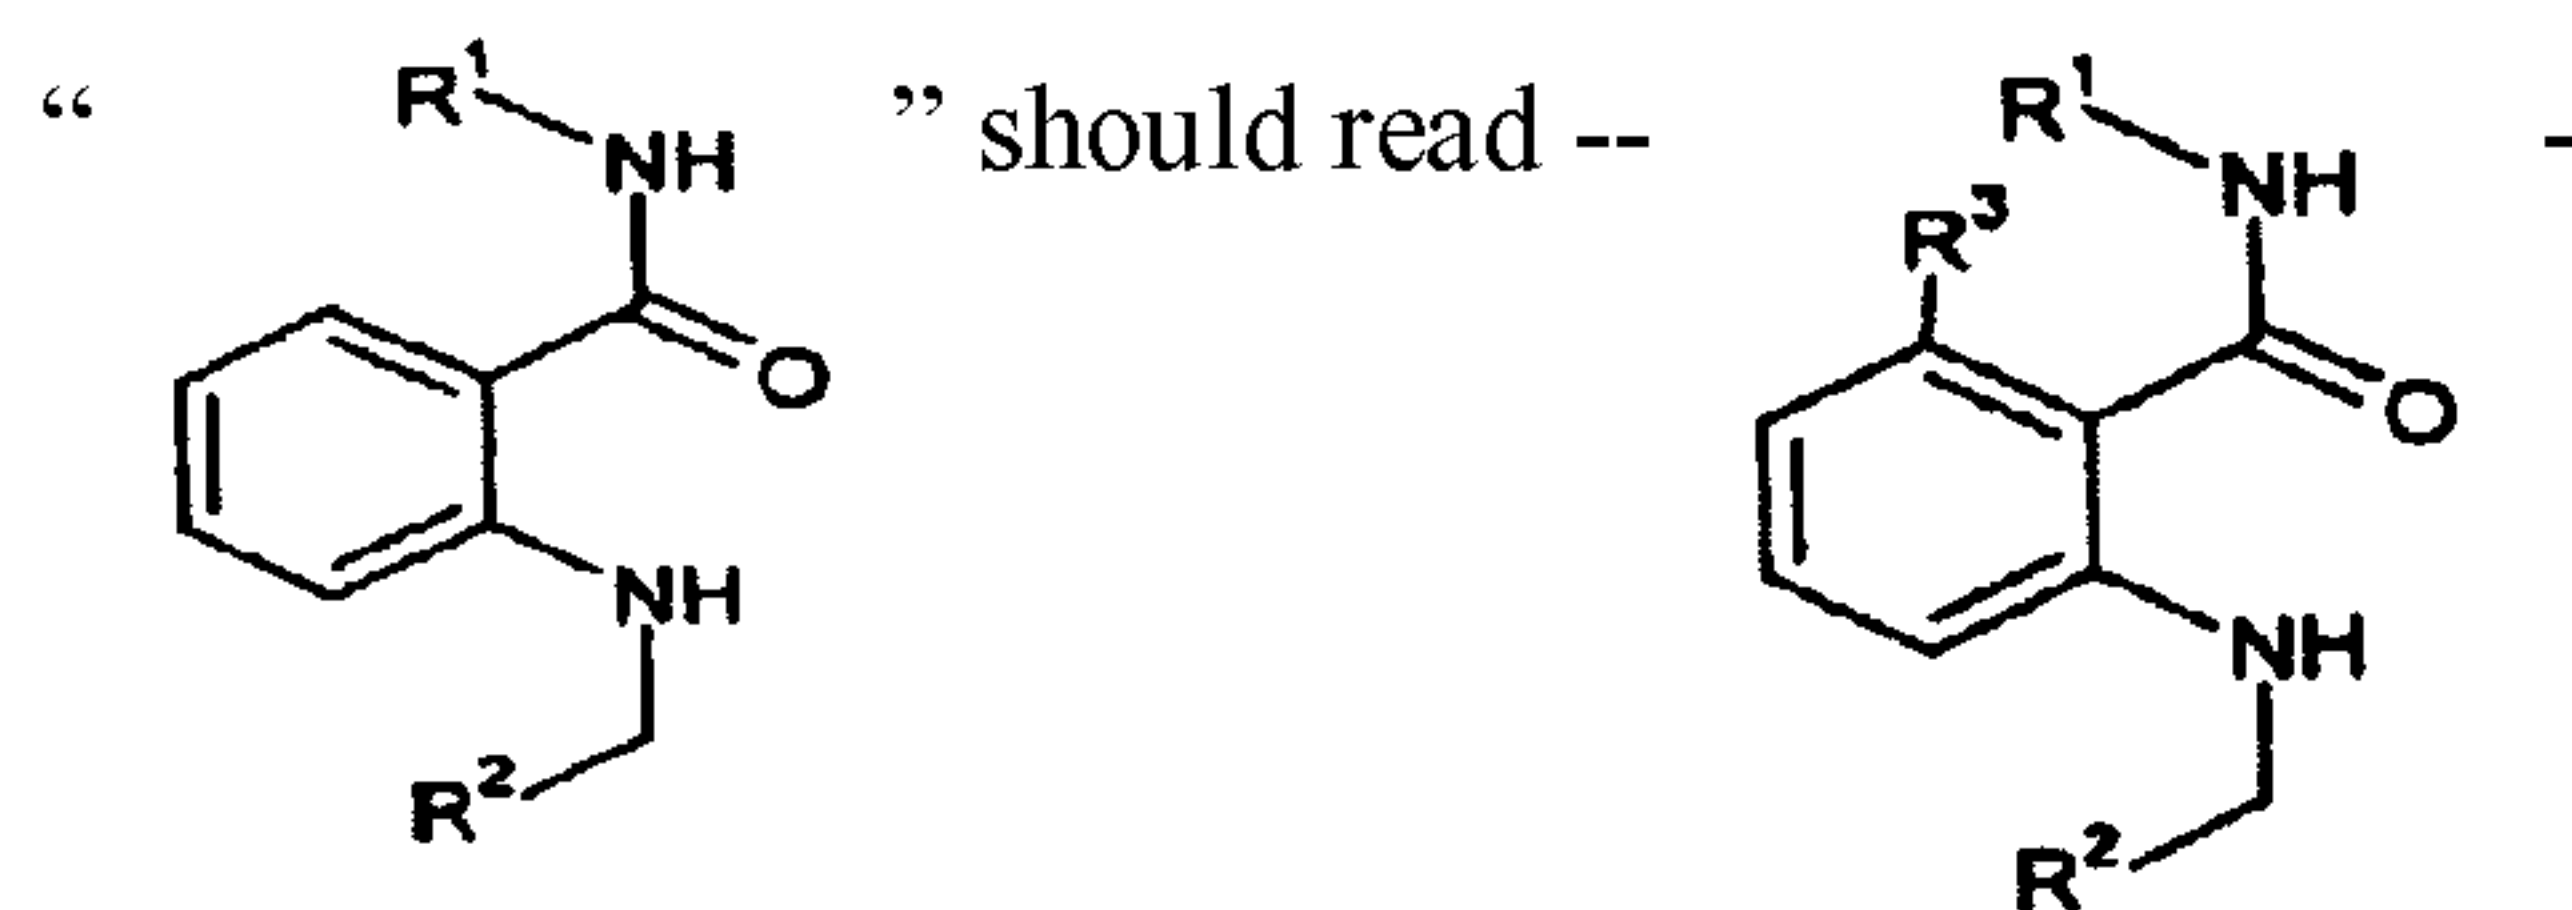 “ R¹ ” should read -- R¹ -
NH NH
R³
O O
NH NH
R² R²